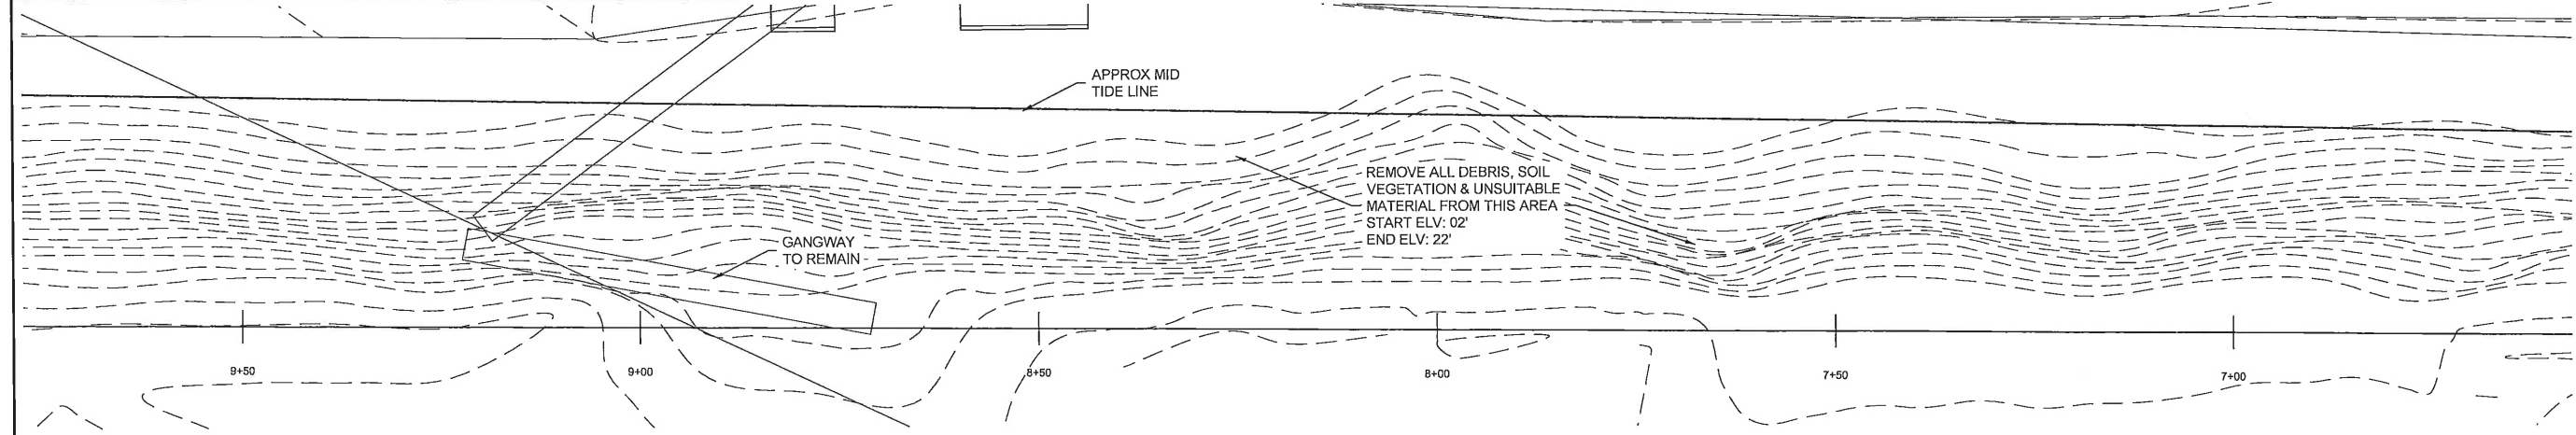 APPROX MID
TIDE LINE
REMOVE ALL DEBRIS, SOIL
VEGETATION & UNSUITABLE
MATERIAL FROM THIS AREA
START ELV: 02'
END ELV: 22'
GANGWAY
TO REMAIN
9+50
9+00
8+50
8+00
7+50
7+00